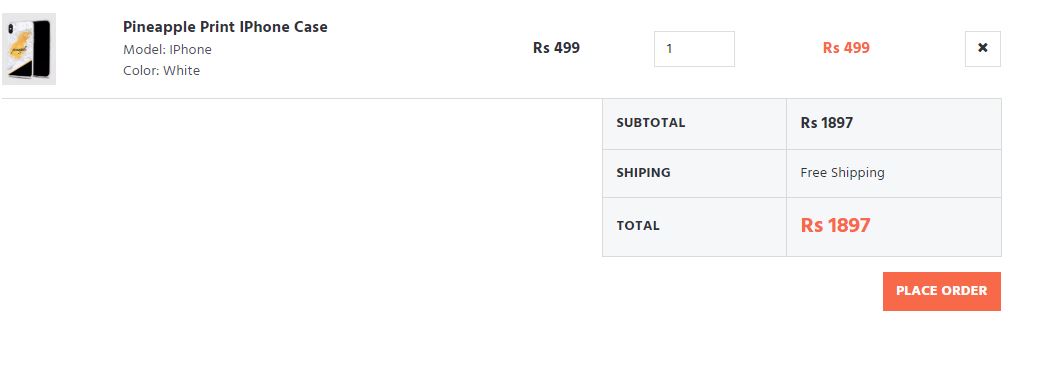 Pineapple Print IPhone Case
Model: IPhone
Color: White
Rs 499
1
Rs 499
✖
SUBTOTAL
Rs 1897
SHIPING
Free Shipping
TOTAL
Rs 1897
PLACE ORDER